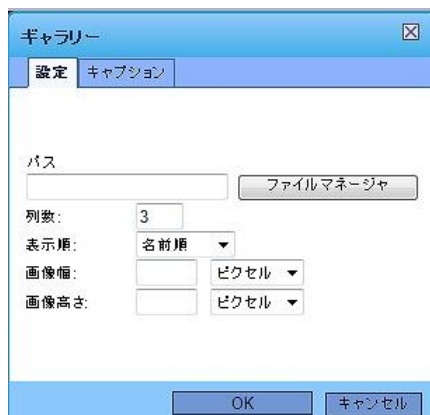 ギャラリー
設定 キャプション
パス
ファイルマネージャ
列数: 3
表示順: 名前順
画像幅: ピクセル
画像高さ: ピクセル
OK キャンセル